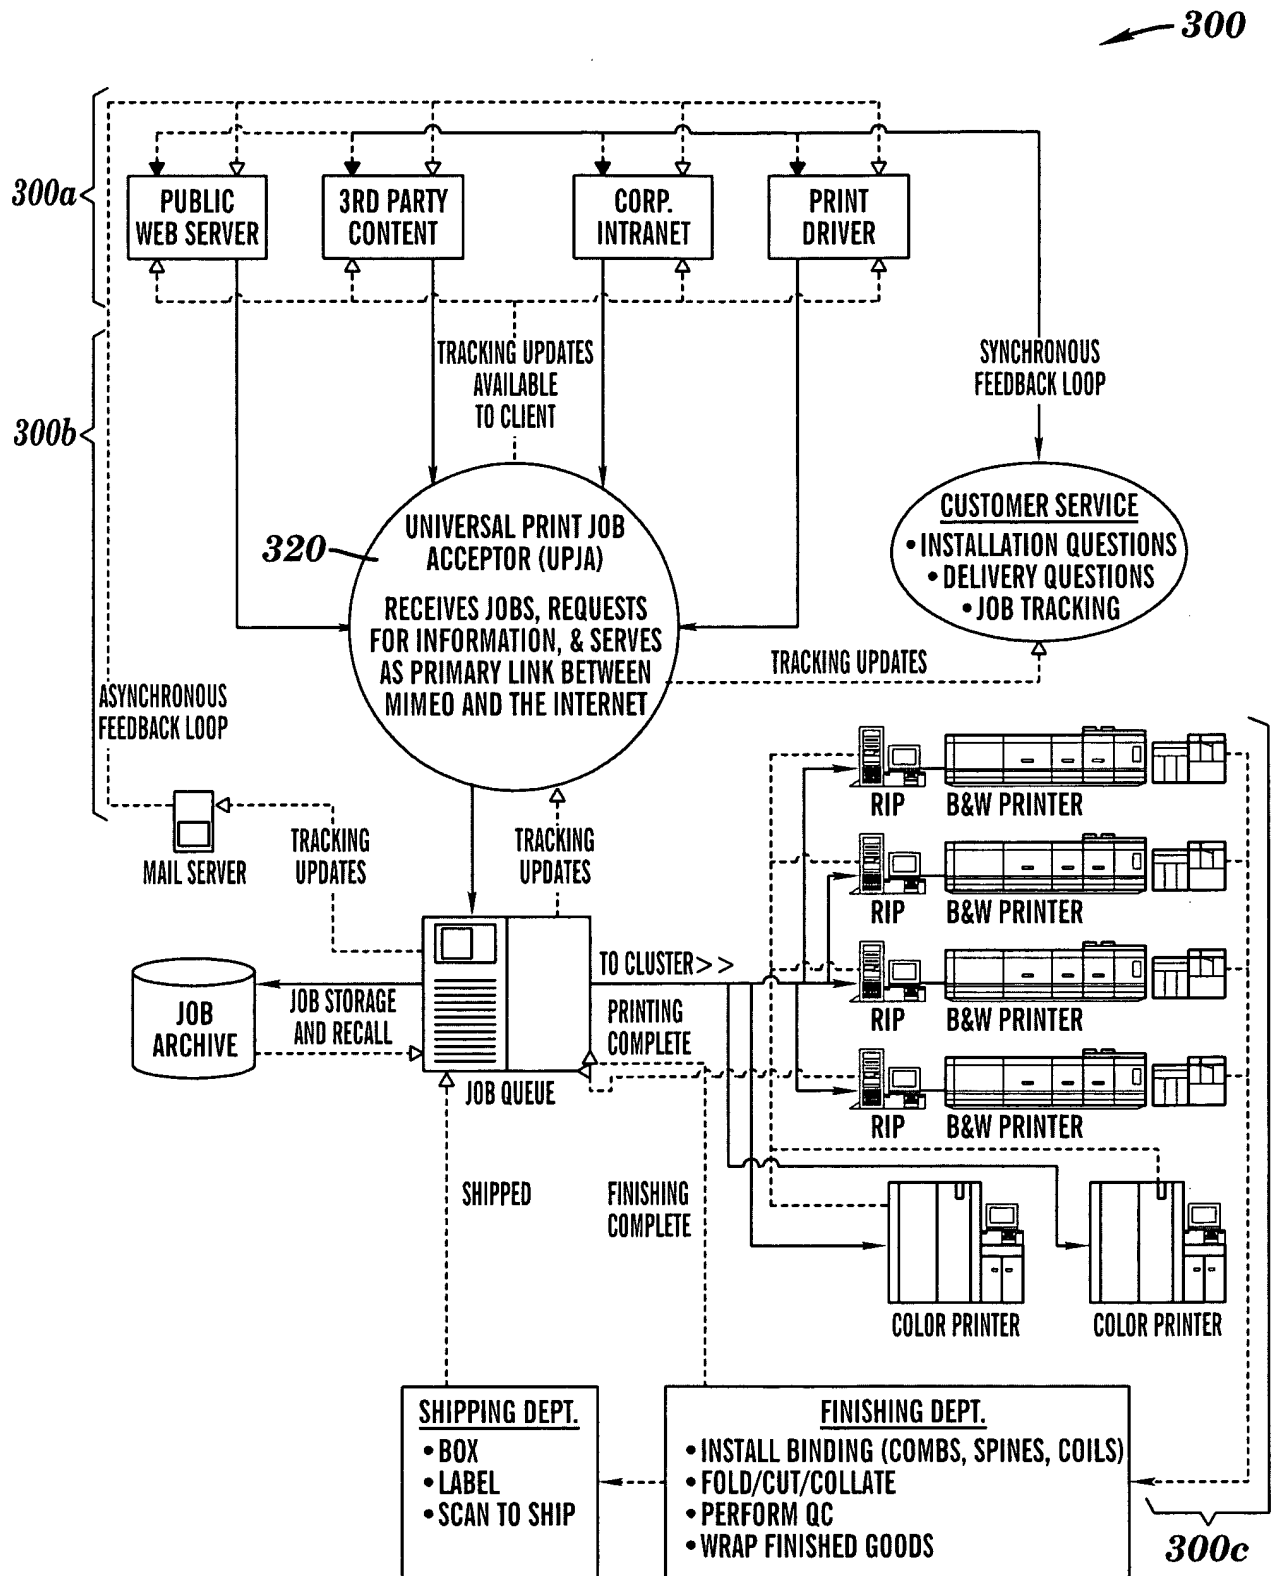 300
300a
PUBLIC
WEB SERVER
3RD PARTY
CONTENT
CORP.
INTRANET
PRINT
DRIVER
300b
TRACKING UPDATES
AVAILABLE
TO CLIENT
SYNCHRONOUS
FEEDBACK LOOP
320
UNIVERSAL PRINT JOB
ACCEPTOR (UPJA)
RECEIVES JOBS, REQUESTS
FOR INFORMATION, & SERVES
AS PRIMARY LINK BETWEEN
MIMEO AND THE INTERNET
CUSTOMER SERVICE
• INSTALLATION QUESTIONS
• DELIVERY QUESTIONS
• JOB TRACKING
TRACKING UPDATES
ASYNCHRONOUS
FEEDBACK LOOP
MAIL SERVER
TRACKING
UPDATES
TRACKING
UPDATES
RIP
B&W PRINTER
RIP
B&W PRINTER
JOB
ARCHIVE
JOB STORAGE
AND RECALL
JOB QUEUE
TO CLUSTER>>
PRINTING
COMPLETE
RIP
B&W PRINTER
RIP
B&W PRINTER
SHIPPED
FINISHING
COMPLETE
COLOR PRINTER
COLOR PRINTER
SHIPPING DEPT.
• BOX
• LABEL
• SCAN TO SHIP
FINISHING DEPT.
• INSTALL BINDING (COMBS, SPINES, COILS)
• FOLD/CUT/COLLATE
• PERFORM QC
• WRAP FINISHED GOODS
300c